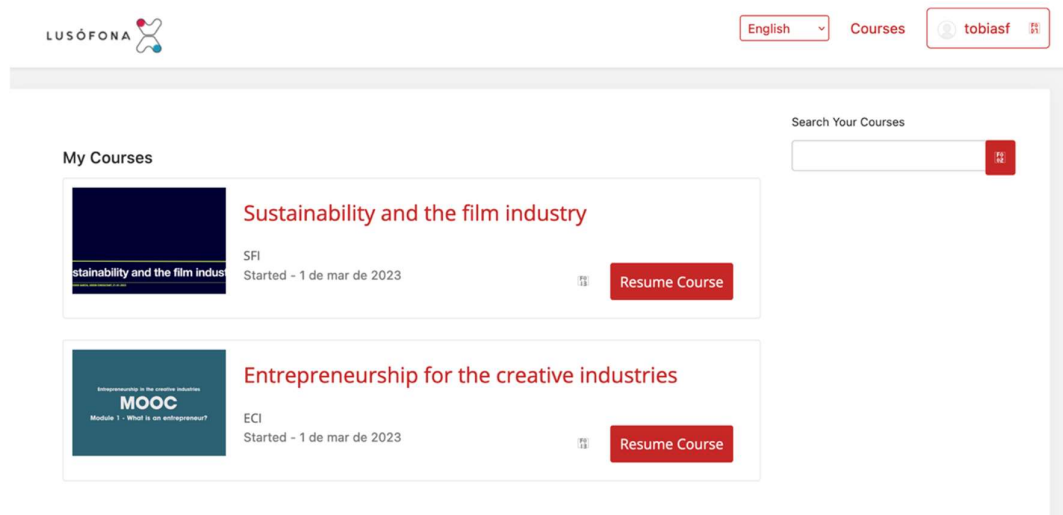 LUSÓFONA
English
Courses
tobiasf
Search Your Courses
My Courses
Sustainability and the film industry
stainability and the film indust
SFI
Started - 1 de mar de 2023
Resume Course
Entrepreneurship for the creative industries
Entrepreneurship in the creative industries
MOOC
Module 1 - What is an entrepreneur?
ECI
Started - 1 de mar de 2023
Resume Course